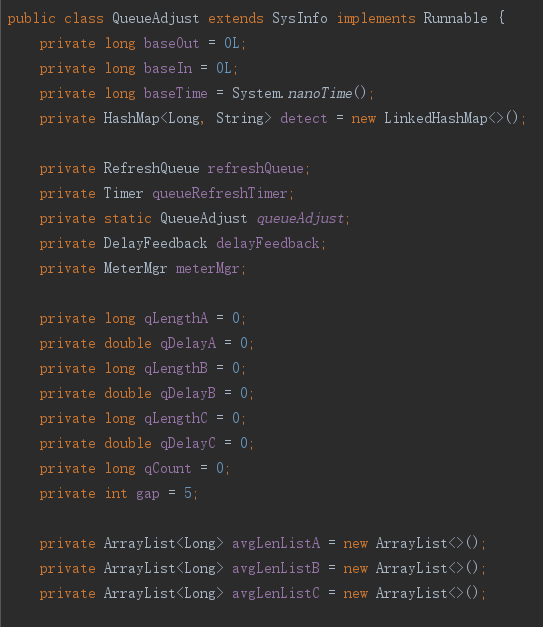 public class QueueAdjust extends SysInfo implements Runnable {
    private long baseOut = 0L;
    private long baseIn = 0L;
    private long baseTime = System.nanoTime();
    private HashMap<Long, String> detect = new LinkedHashMap<>();

    private RefreshQueue refreshQueue;
    private Timer queueRefreshTimer;
    private static QueueAdjust queueAdjust;
    private DelayFeedback delayFeedback;
    private MeterMgr meterMgr;

    private long qLengthA = 0;
    private double qDelayA = 0;
    private long qLengthB = 0;
    private double qDelayB = 0;
    private long qLengthC = 0;
    private double qDelayC = 0;
    private long qCount = 0;
    private int gap = 5;

    private ArrayList<Long> avgLenListA = new ArrayList<>();
    private ArrayList<Long> avgLenListB = new ArrayList<>();
    private ArrayList<Long> avgLenListC = new ArrayList<>();